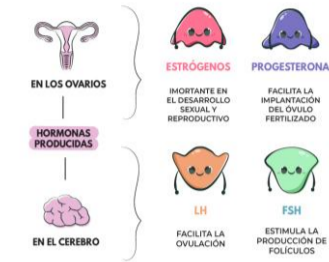 EN LOS OVARIOS
HORMONAS
PRODUCIDAS
EN EL CEREBRO
ESTRÓGENOS
IMORTANTE EN
EL DESARROLLO
SEXUAL Y
REPRODUCTIVO
PROGESTERONA
FACILITA LA
IMPLANTACIÓN
DEL ÓVULO
FERTILIZADO
LH
FACILITA LA
OVULACIÓN
FSH
ESTIMULA LA
PRODUCCIÓN DE
FOLÍCULOS